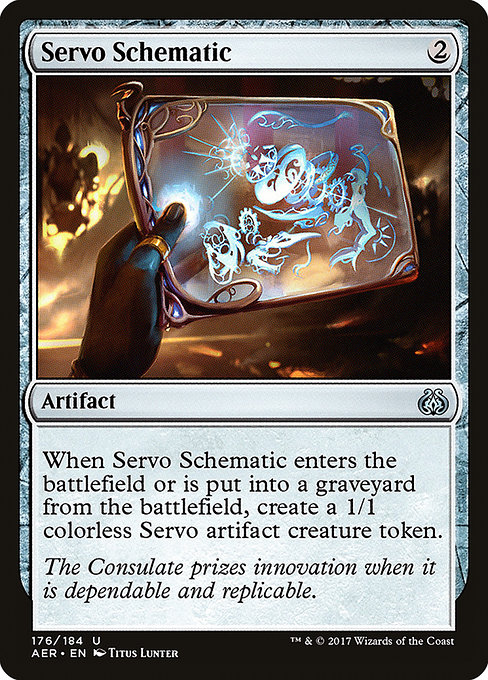 Servo Schematic 2
Artifact
When Servo Schematic enters the
battlefield or is put into a graveyard
from the battlefield, create a 1/1
colorless Servo artifact creature token.
The Consulate prizes innovation when it
is dependable and replicable.
176/184 U
™ & © 2017 Wizards of the Coast
AER • EN Titus Lunter